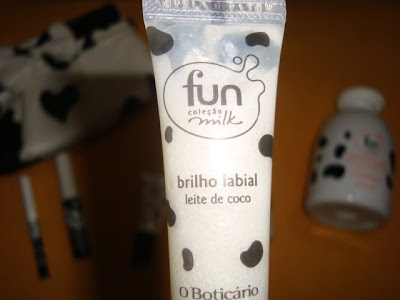 fun
coleção
milk
brilho labial
leite de coco
O Boticário